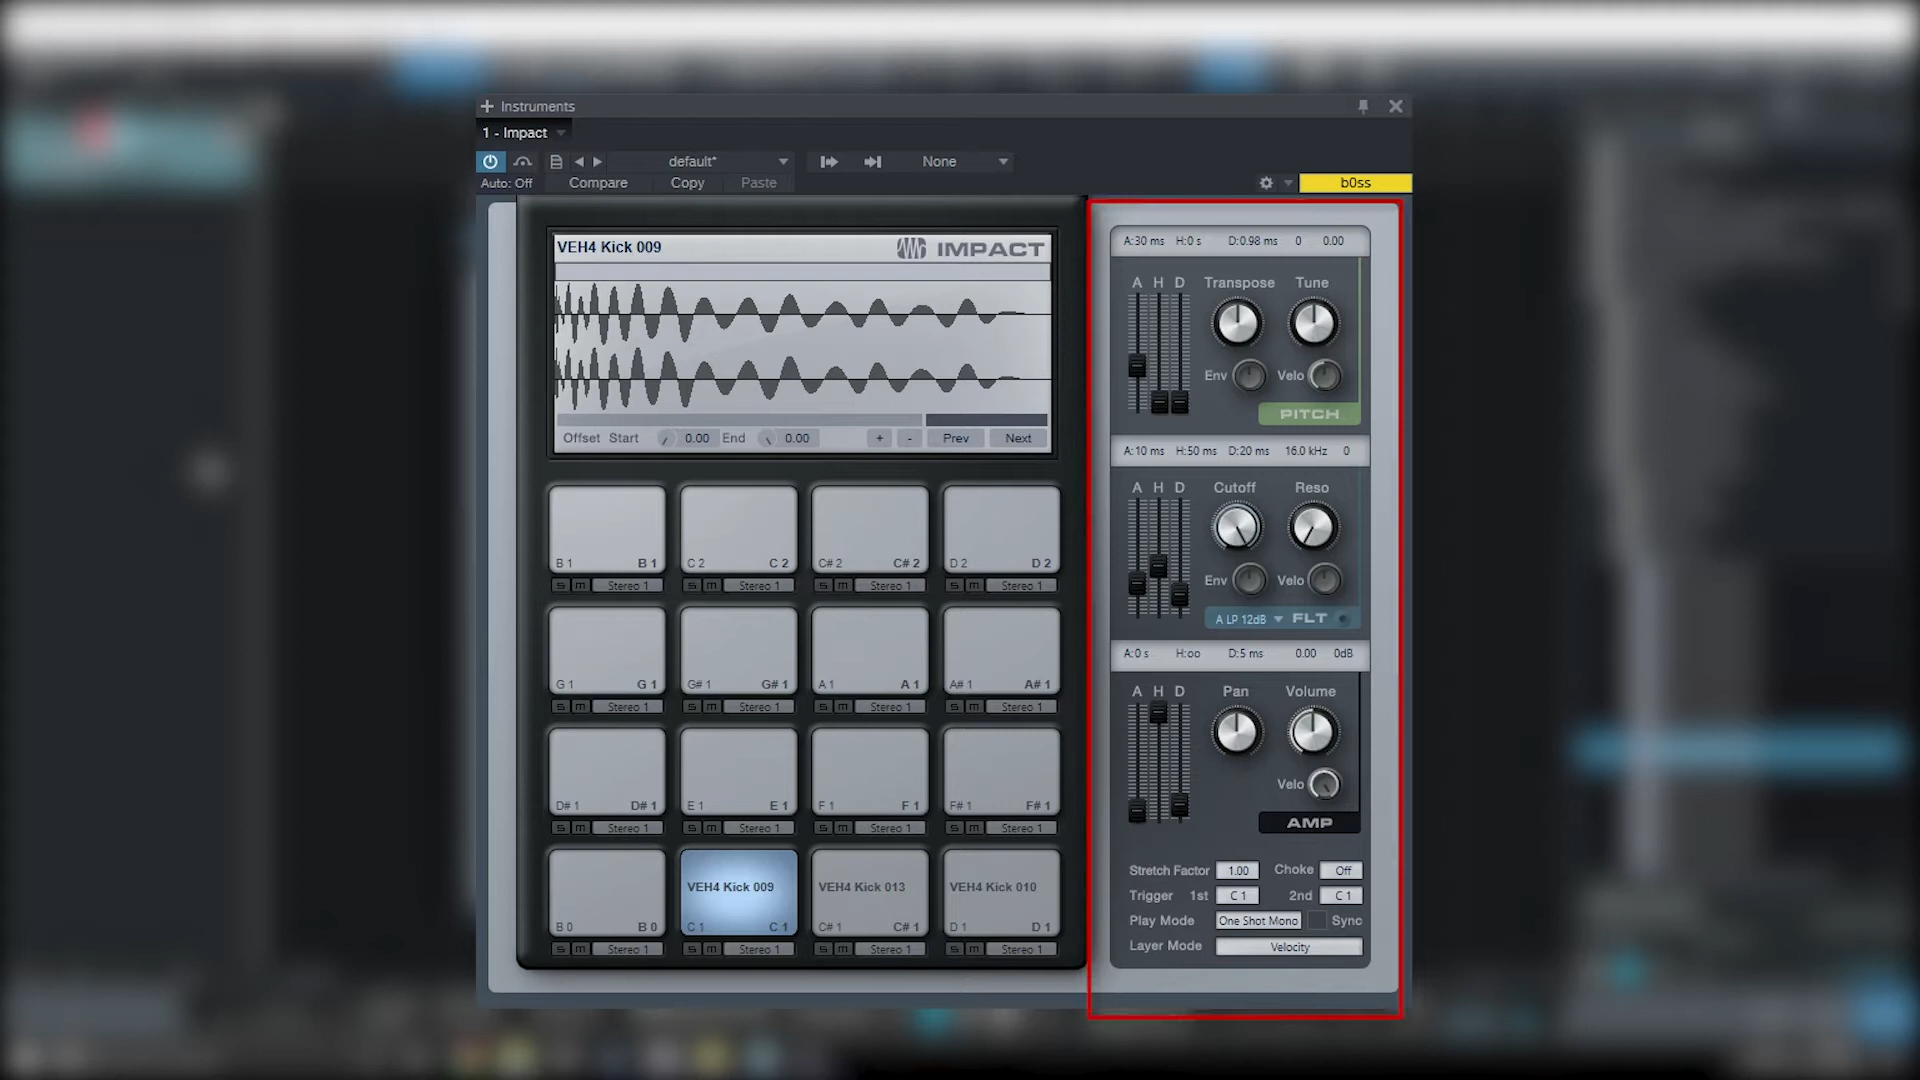 Instruments
1 - Impact
default* None
Auto: Off Compare Copy Paste
b0ss
VEH4 Kick 009 IMPACT
Offset Start 0.00 End 0.00 + - Prev Next
B 1 B 1 C 2 C 2 C# 2 C# 2 D 2 D 2
S M Stereo 1 S M Stereo 1 S M Stereo 1 S M Stereo 1
G 1 G 1 G# 1 G# 1 A 1 A 1 A# 1 A# 1
S M Stereo 1 S M Stereo 1 S M Stereo 1 S M Stereo 1
D# 1 D# 1 E 1 E 1 F 1 F 1 F# 1 F# 1
S M Stereo 1 S M Stereo 1 S M Stereo 1 S M Stereo 1
VEH4 Kick 009 VEH4 Kick 013 VEH4 Kick 010
B 0 B 0 C 1 C 1 C# 1 C# 1 D 1 D 1
S M Stereo 1 S M Stereo 1 S M Stereo 1 S M Stereo 1
A:30 ms H:0 s D:0.98 ms 0 0.00
A H D Transpose Tune
Env Velo
PITCH
A:10 ms H:50 ms D:20 ms 16.0 kHz 0
A H D Cutoff Reso
Env Velo
A LP 12dB FLT
A:0 s H:oo D:5 ms 0.00 0dB
A H D Pan Volume
Velo
AMP
Stretch Factor 1.00 Choke Off
Trigger 1st C 1 2nd C 1
Play Mode One Shot Mono Sync
Layer Mode Velocity